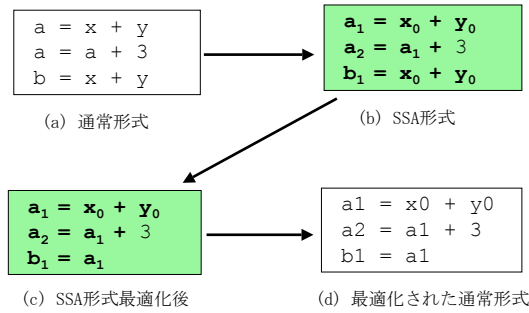 a = x + y
a = a + 3
b = x + y
(a) 通常形式
a₁ = x₀ + y₀
a₂ = a₁ + 3
b₁ = x₀ + y₀
(b) SSA形式
a₁ = x₀ + y₀
a₂ = a₁ + 3
b₁ = a₁
(c) SSA形式最適化後
a1 = x0 + y0
a2 = a1 + 3
b1 = a1
(d) 最適化された通常形式